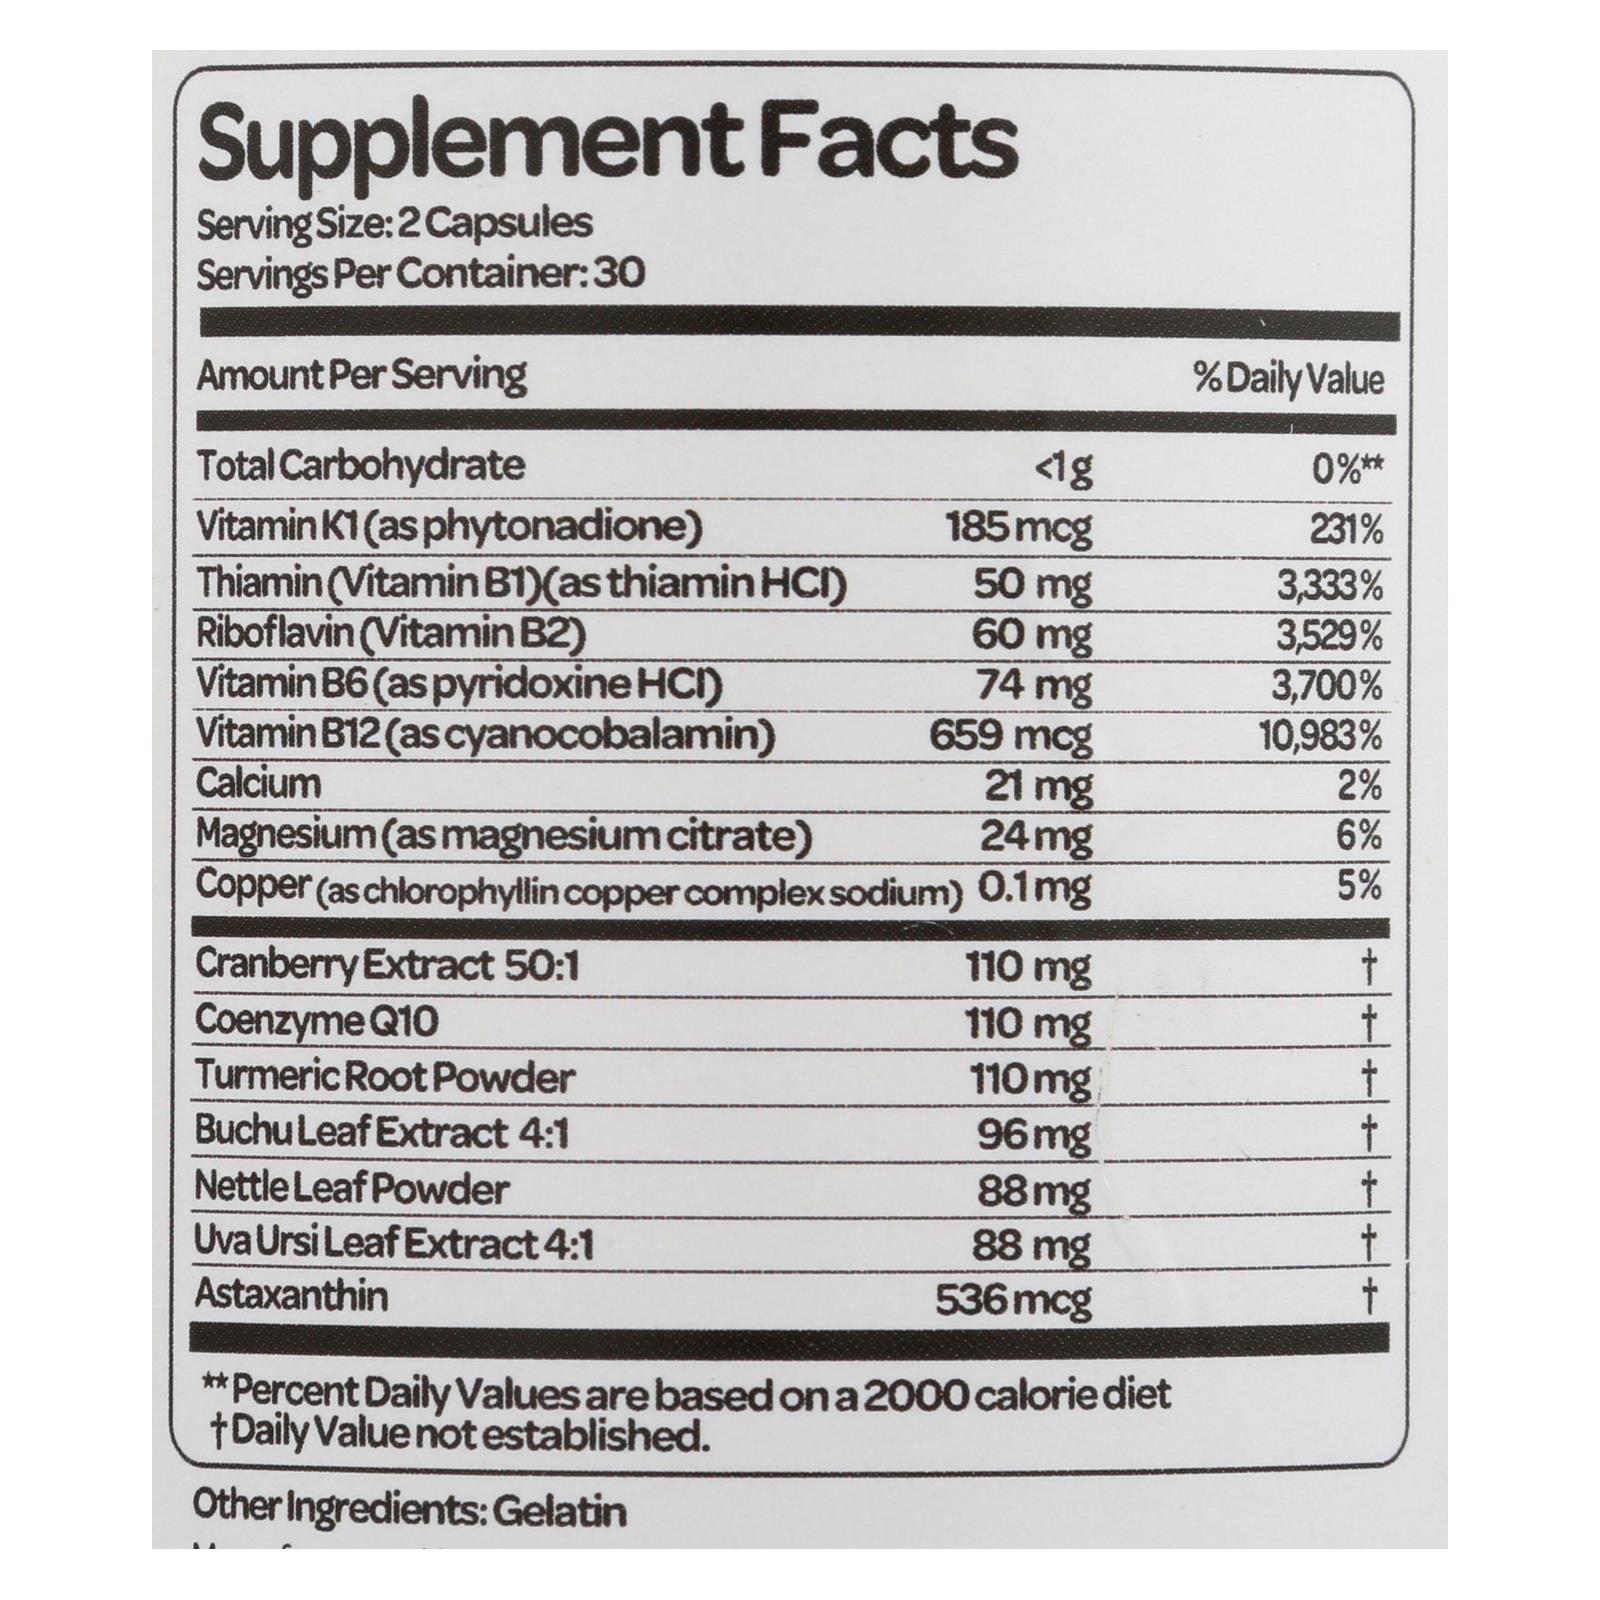 Supplement Facts
Serving Size: 2 Capsules
Servings Per Container: 30
Amount Per Serving % Daily Value
Total Carbohydrate <1 g 0%**
Vitamin K1 (as phytonadione) 185 mcg 231%
Thiamin (Vitamin B1)(as thiamin HCl) 50 mg 3,333%
Riboflavin (Vitamin B2) 60 mg 3,529%
Vitamin B6 (as pyridoxine HCl) 74 mg 3,700%
Vitamin B12 (as cyanocobalamin) 659 mcg 10,983%
Calcium 21 mg 2%
Magnesium (as magnesium citrate) 24 mg 6%
Copper (as chlorophyllin copper complex sodium) 0.1 mg 5%
Cranberry Extract 50:1 110 mg †
Coenzyme Q10 110 mg †
Turmeric Root Powder 110 mg †
Buchu Leaf Extract 4:1 96 mg †
Nettle Leaf Powder 88 mg †
Uva Ursi Leaf Extract 4:1 88 mg †
Astaxanthin 536 mcg †
**Percent Daily Values are based on a 2000 calorie diet
† Daily Value not established.
Other Ingredients: Gelatin